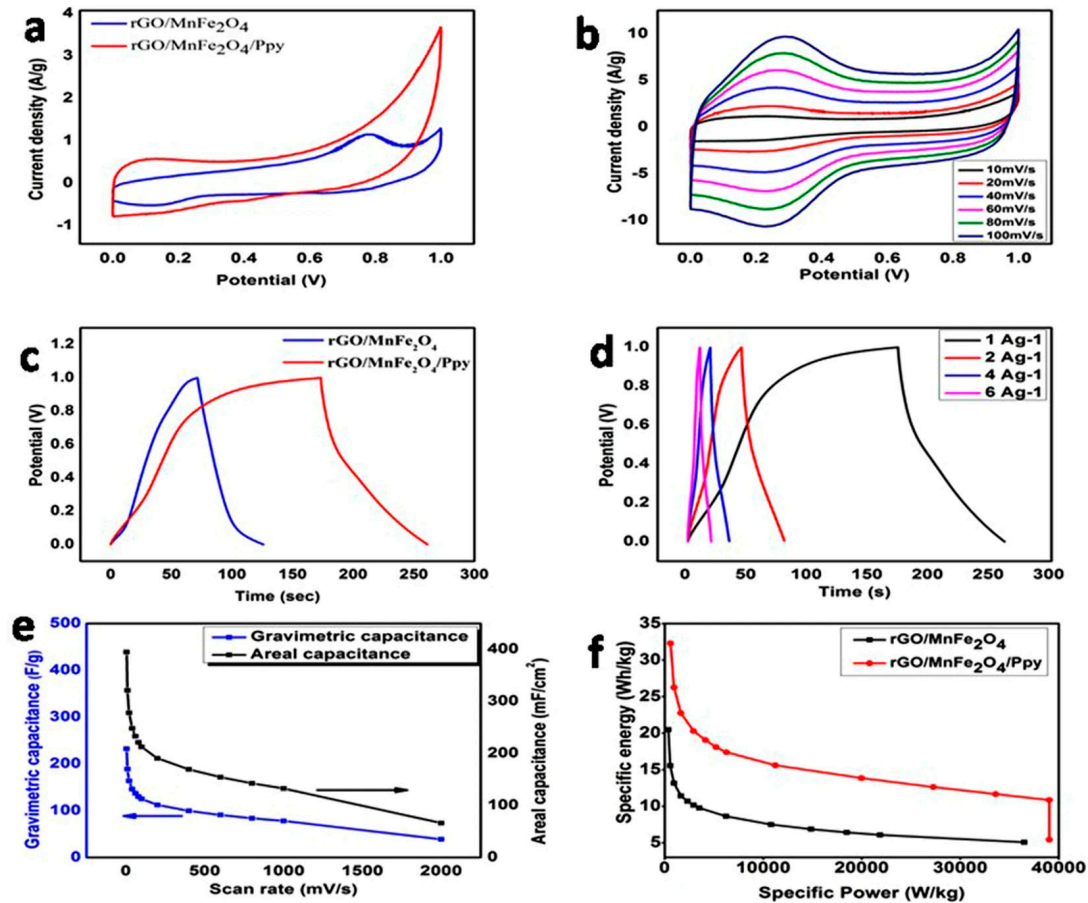 a
rGO/MnFe₂O₄
rGO/MnFe₂O₄/Ppy
Current density (A/g)
4
3
2
1
0
-1
0.0 0.2 0.4 0.6 0.8 1.0
Potential (V)
b
Current density (A/g)
10
5
0
-5
-10
10mV/s
20mV/s
40mV/s
60mV/s
80mV/s
100mV/s
0.0 0.2 0.4 0.6 0.8 1.0
Potential (V)
c
rGO/MnFe₂O₄
rGO/MnFe₂O₄/Ppy
Potential (V)
1.2
1.0
0.8
0.6
0.4
0.2
0.0
0 50 100 150 200 250 300
Time (sec)
d
1 Ag-1
2 Ag-1
4 Ag-1
6 Ag-1
Potential (V)
1.0
0.8
0.6
0.4
0.2
0.0
0 50 100 150 200 250 300
Time (s)
e
Gravimetric capacitance
Areal capacitance
Gravimetric capacitance (F/g)
500
400
300
200
100
0
Areal capacitance (mF/cm²)
400
300
200
100
0
0 500 1000 1500 2000
Scan rate (mV/s)
f
rGO/MnFe₂O₄
rGO/MnFe₂O₄/Ppy
Specific energy (Wh/kg)
35
30
25
20
15
10
5
0 10000 20000 30000 40000
Specific Power (W/kg)